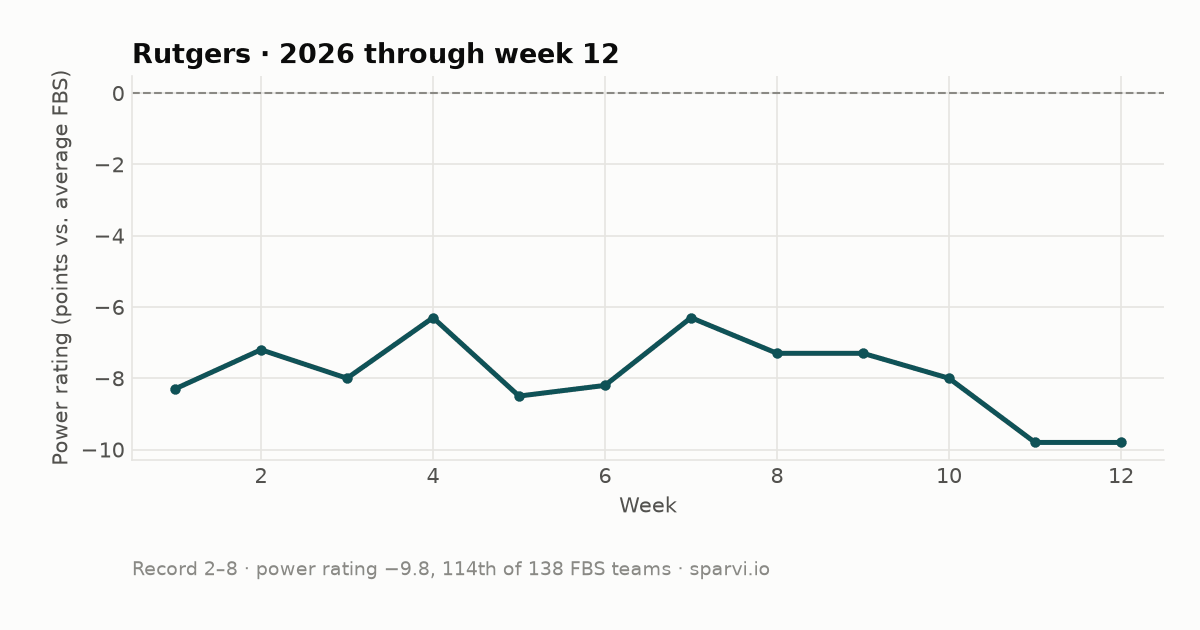 Rutgers · 2026 through week 12
Power rating (points vs. average FBS)
0
−2
−4
−6
−8
−10
2 4 6 8 10 12
Week
Record 2–8 · power rating −9.8, 114th of 138 FBS teams · sparvi.io